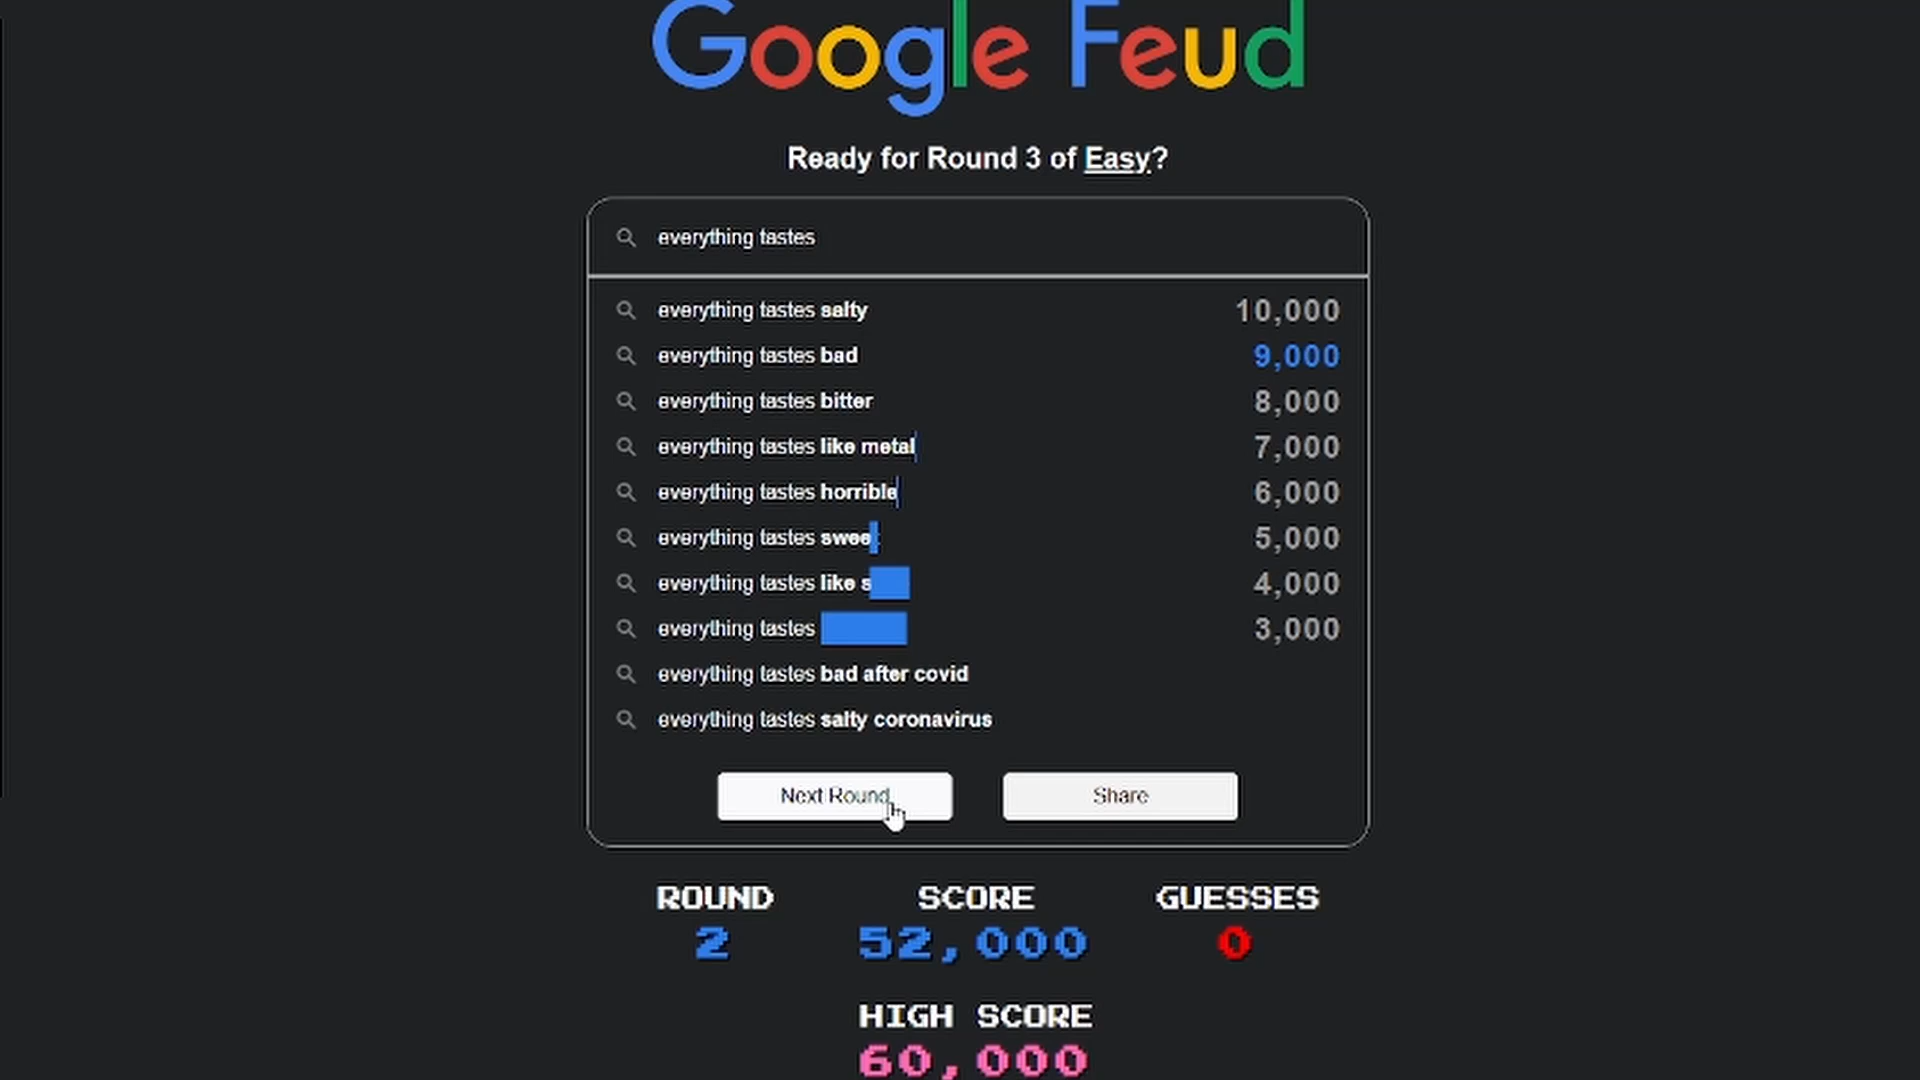 Google Feud
Ready for Round 3 of Easy?
everything tastes
everything tastes salty 10,000
everything tastes bad 9,000
everything tastes bitter 8,000
everything tastes like metal 7,000
everything tastes horrible 6,000
everything tastes swee 5,000
everything tastes like s 4,000
everything tastes 3,000
everything tastes bad after covid
everything tastes salty coronavirus
Next Round Share
ROUND SCORE GUESSES
2 52,000 0
HIGH SCORE
60,000